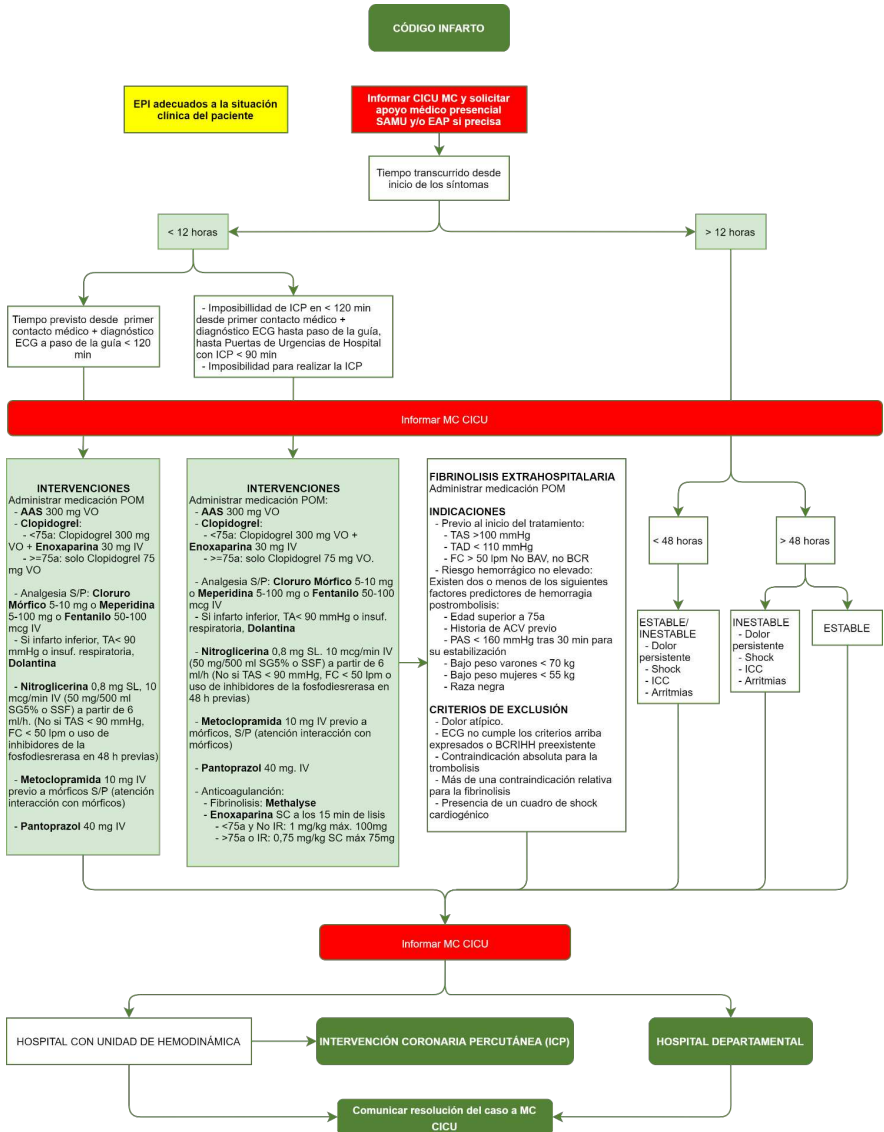 CÓDIGO INFARTO
EPI adecuados a la situación
clínica del paciente
Informar CICU MC y solicitar
apoyo médico presencial
SAMU y/o EAP si precisa
Tiempo transcurrido desde
inicio de los síntomas
< 12 horas
> 12 horas
Tiempo previsto desde primer
contacto médico + diagnóstico
ECG a paso de la guía < 120
min
- Imposibillidad de ICP en < 120 min
desde primer contacto médico +
diagnóstico ECG hasta paso de la guía,
hasta Puertas de Urgencias de Hospital
con ICP < 90 min
- Imposibilidad para realizar la ICP
Informar MC CICU
INTERVENCIONES
Administrar medicación POM
- AAS 300 mg VO
- Clopidogrel:
- <75a: Clopidogrel 300 mg
VO + Enoxaparina 30 mg IV
- >=75a: solo Clopidogrel 75
mg VO
- Analgesia S/P: Cloruro
Mórfico 5-10 mg o Meperidina
5-100 mg o Fentanilo 50-100
mcg IV
- Si infarto inferior, TA< 90
mmHg o insuf. respiratoria,
Dolantina
- Nitroglicerina 0,8 mg SL, 10
mcg/min IV (50 mg/500 ml
SG5% o SSF) a partir de 6
ml/h. (No si TAS < 90 mmHg,
FC < 50 lpm o uso de
inhibidores de la
fosfodiesrerasa en 48 h previas)
- Metoclopramida 10 mg IV
previo a mórficos S/P (atención
interacción con mórficos)
- Pantoprazol 40 mg IV
INTERVENCIONES
Administrar medicación POM:
- AAS 300 mg VO
- Clopidogrel:
- <75a: Clopidogrel 300 mg VO +
Enoxaparina 30 mg IV
- >=75a: solo Clopidogrel 75 mg VO.
- Analgesia S/P: Cloruro Mórfico 5-10 mg
o Meperidina 5-100 mg o Fentanilo 50-100
mcg IV
- Si infarto inferior, TA< 90 mmHg o insuf.
respiratoria, Dolantina
- Nitroglicerina 0,8 mg SL. 10 mcg/min IV
(50 mg/500 ml SG5% o SSF) a partir de 6
ml/h (No si TAS < 90 mmHg, FC < 50 lpm o
uso de inhibidores de la fosfodiesrerasa en
48 h previas)
- Metoclopramida 10 mg IV previo a
mórficos, S/P (atención interacción con
mórficos)
- Pantoprazol 40 mg. IV
- Anticoagulanción:
- Fibrinolisis: Methalyse
- Enoxaparina SC a los 15 min de lisis
- <75a y No IR: 1 mg/kg máx. 100mg
- >75a o IR: 0,75 mg/kg SC máx 75mg
FIBRINOLISIS EXTRAHOSPITALARIA
Administrar medicación POM
INDICACIONES
- Previo al inicio del tratamiento:
- TAS >100 mmHg
- TAD < 110 mmHg
- FC > 50 lpm No BAV, no BCR
- Riesgo hemorrágico no elevado:
Existen dos o menos de los siguientes
factores predictores de hemorragia
postrombolisis:
- Edad superior a 75a
- Historia de ACV previo
- PAS < 160 mmHg tras 30 min para
su estabilización
- Bajo peso varones < 70 kg
- Bajo peso mujeres < 55 kg
- Raza negra
CRITERIOS DE EXCLUSIÓN
- Dolor atípico.
- ECG no cumple los criterios arriba
expresados o BCRIHH preexistente
- Contraindicación absoluta para la
trombolisis
- Más de una contraindicación relativa
para la fibrinolisis
- Presencia de un cuadro de shock
cardiogénico
< 48 horas
> 48 horas
ESTABLE/
INESTABLE
- Dolor
persistente
- Shock
- ICC
- Arritmias
INESTABLE
- Dolor
persistente
- Shock
- ICC
- Arritmias
ESTABLE
Informar MC CICU
HOSPITAL CON UNIDAD DE HEMODINÁMICA
INTERVENCIÓN CORONARIA PERCUTÁNEA (ICP)
HOSPITAL DEPARTAMENTAL
Comunicar resolución del caso a MC
CICU